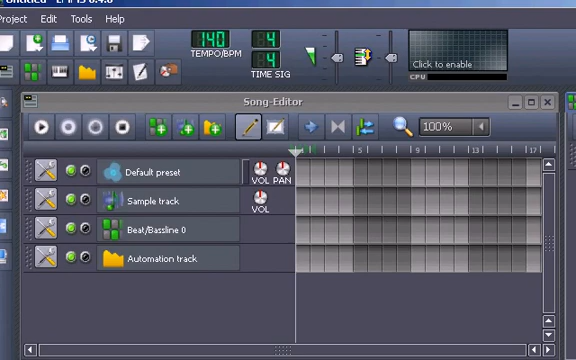 Untitled - LMMS 0.4.6
Project Edit Tools Help
140
TEMPO/BPM
4
4
TIME SIG
Click to enable
CPU
Song-Editor
100%
5 9 13 17
Default preset VOL PAN
Sample track VOL
Beat/Bassline 0
Automation track